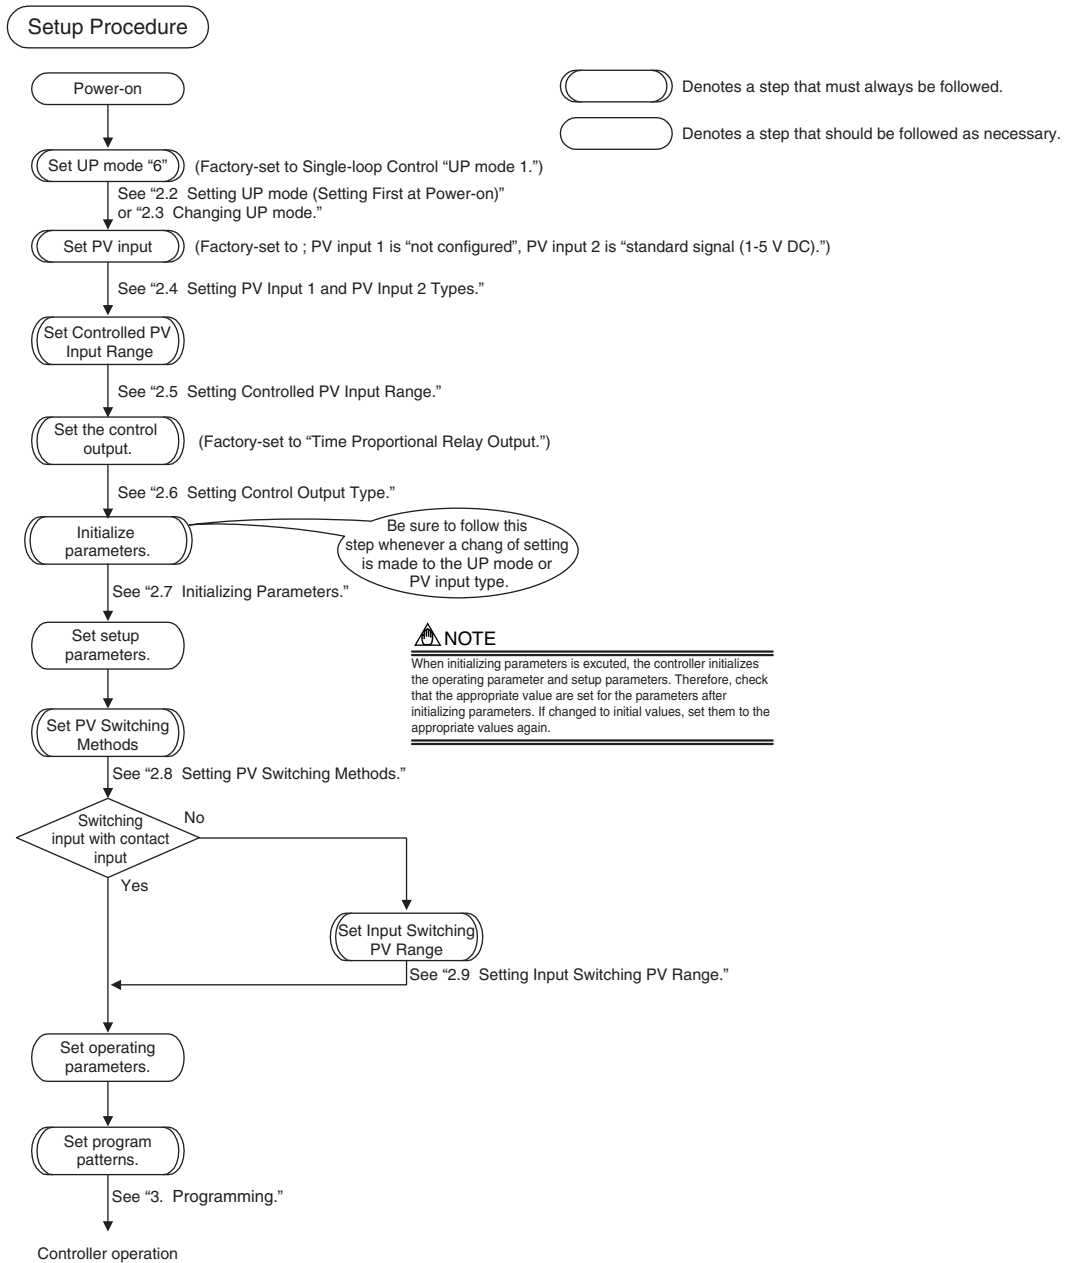 Setup Procedure
Power-on
Denotes a step that must always be followed.
Denotes a step that should be followed as necessary.
Set UP mode “6”
(Factory-set to Single-loop Control “UP mode 1.”)
See “2.2 Setting UP mode (Setting First at Power-on)”
or “2.3 Changing UP mode.”
Set PV input
(Factory-set to ; PV input 1 is “not configured”, PV input 2 is “standard signal (1-5 V DC).”)
See “2.4 Setting PV Input 1 and PV Input 2 Types.”
Set Controlled PV
Input Range
See “2.5 Setting Controlled PV Input Range.”
Set the control
output.
(Factory-set to “Time Proportional Relay Output.”)
See “2.6 Setting Control Output Type.”
Initialize
parameters.
Be sure to follow this
step whenever a chang of setting
is made to the UP mode or
PV input type.
See “2.7 Initializing Parameters.”
Set setup
parameters.
NOTE
When initializing parameters is excuted, the controller initializes
the operating parameter and setup parameters. Therefore, check
that the appropriate value are set for the parameters after
initializing parameters. If changed to initial values, set them to the
appropriate values again.
Set PV Switching
Methods
See “2.8 Setting PV Switching Methods.”
Switching
input with contact
input
No
Yes
Set Input Switching
PV Range
See “2.9 Setting Input Switching PV Range.”
Set operating
parameters.
Set program
patterns.
See “3. Programming.”
Controller operation